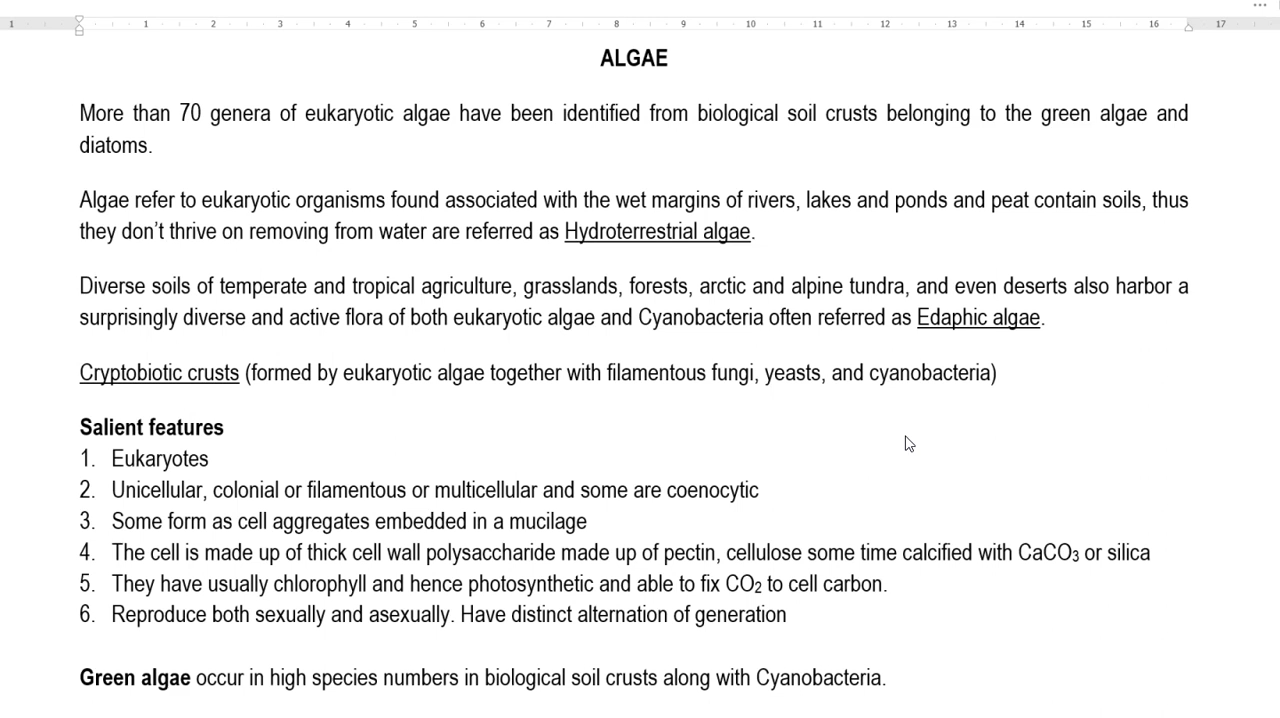 1 1 2 3 4 5 6 7 8 9 10 11 12 13 14 15 16 17
ALGAE
More than 70 genera of eukaryotic algae have been identified from biological soil crusts belonging to the green algae and
diatoms.
Algae refer to eukaryotic organisms found associated with the wet margins of rivers, lakes and ponds and peat contain soils, thus
they don’t thrive on removing from water are referred as Hydroterrestrial algae.
Diverse soils of temperate and tropical agriculture, grasslands, forests, arctic and alpine tundra, and even deserts also harbor a
surprisingly diverse and active flora of both eukaryotic algae and Cyanobacteria often referred as Edaphic algae.
Cryptobiotic crusts (formed by eukaryotic algae together with filamentous fungi, yeasts, and cyanobacteria)
Salient features
1. Eukaryotes
2. Unicellular, colonial or filamentous or multicellular and some are coenocytic
3. Some form as cell aggregates embedded in a mucilage
4. The cell is made up of thick cell wall polysaccharide made up of pectin, cellulose some time calcified with CaCO3 or silica
5. They have usually chlorophyll and hence photosynthetic and able to fix CO2 to cell carbon.
6. Reproduce both sexually and asexually. Have distinct alternation of generation
Green algae occur in high species numbers in biological soil crusts along with Cyanobacteria.